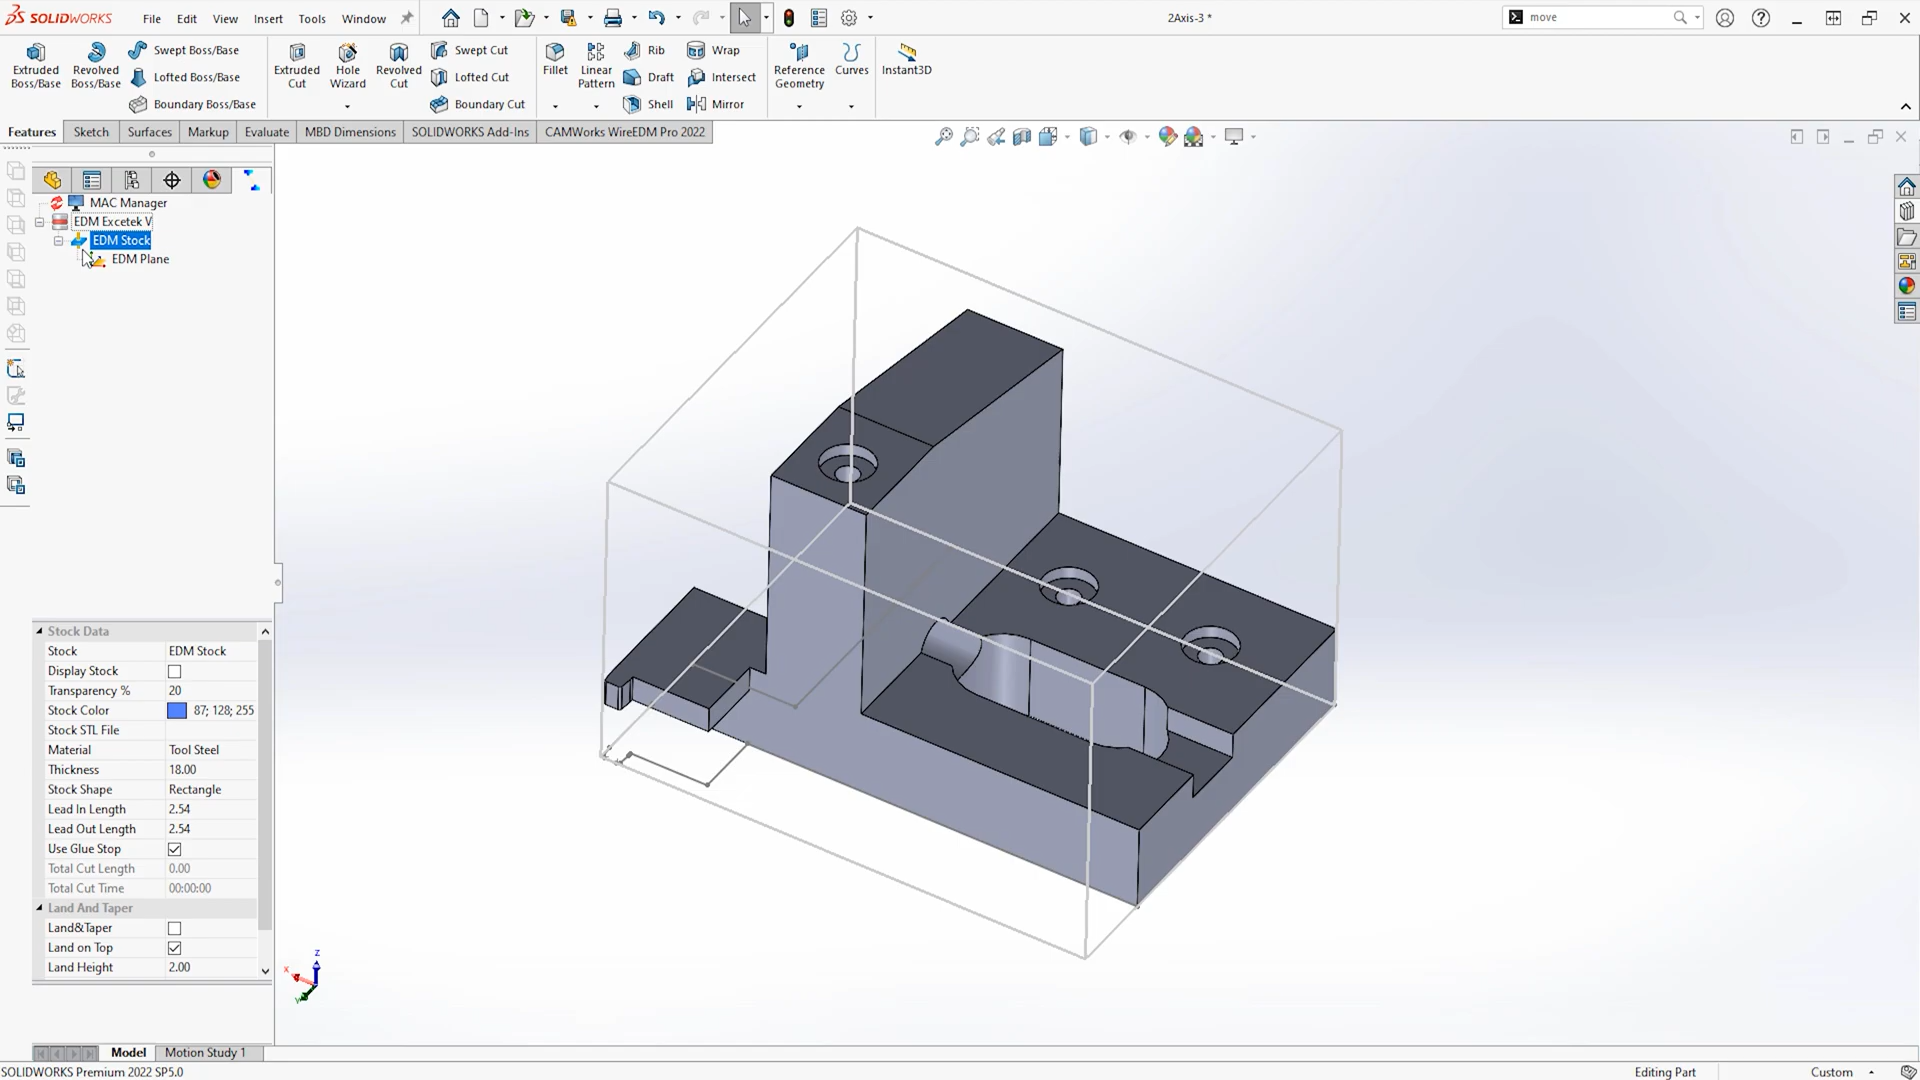 SOLIDWORKS File Edit View Insert Tools Window 2Axis-3 * move
Extruded Boss/Base
Revolved Boss/Base
Swept Boss/Base
Lofted Boss/Base
Boundary Boss/Base
Extruded Cut
Hole Wizard
Revolved Cut
Swept Cut
Lofted Cut
Boundary Cut
Fillet
Linear Pattern
Rib
Draft
Shell
Wrap
Intersect
Mirror
Reference Geometry
Curves
Instant3D
Features Sketch Surfaces Markup Evaluate MBD Dimensions SOLIDWORKS Add-Ins CAMWorks WireEDM Pro 2022
MAC Manager
EDM Excetek V
EDM Stock
EDM Plane
Stock Data
Stock EDM Stock
Display Stock
Transparency % 20
Stock Color 87; 128; 255
Stock STL File
Material Tool Steel
Thickness 18.00
Stock Shape Rectangle
Lead In Length 2.54
Lead Out Length 2.54
Use Glue Stop
Total Cut Length 0.00
Total Cut Time 00:00:00
Land And Taper
Land&Taper
Land on Top
Land Height 2.00
Z
X
Y
Model Motion Study 1
SOLIDWORKS Premium 2022 SP5.0 Editing Part Custom